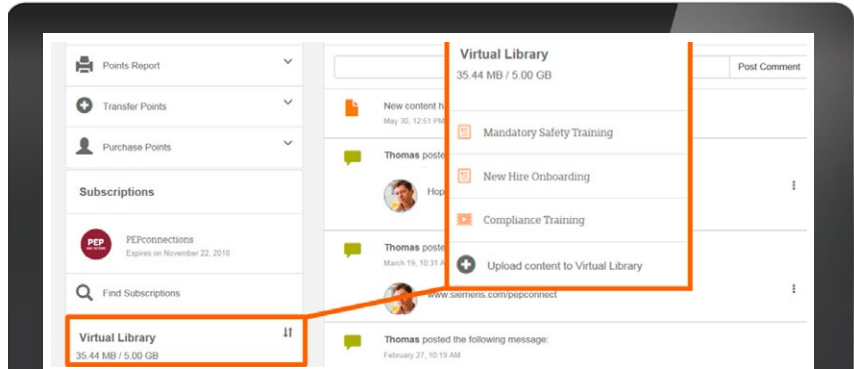 Points Report
Transfer Points
Purchase Points
Subscriptions
PEP
PEPconnections
Expires on November 22, 2019
Find Subscriptions
Virtual Library
35.44 MB / 5.00 GB
Post Comment
New content h
May 30, 12:51 PM
Thomas poste
Hop
Thomas poste
March 19, 10:31 A
www.siemens.com/pepconnect
Thomas posted the following message:
February 27, 10:19 AM
Virtual Library
35.44 MB / 5.00 GB
Mandatory Safety Training
New Hire Onboarding
Compliance Training
Upload content to Virtual Library